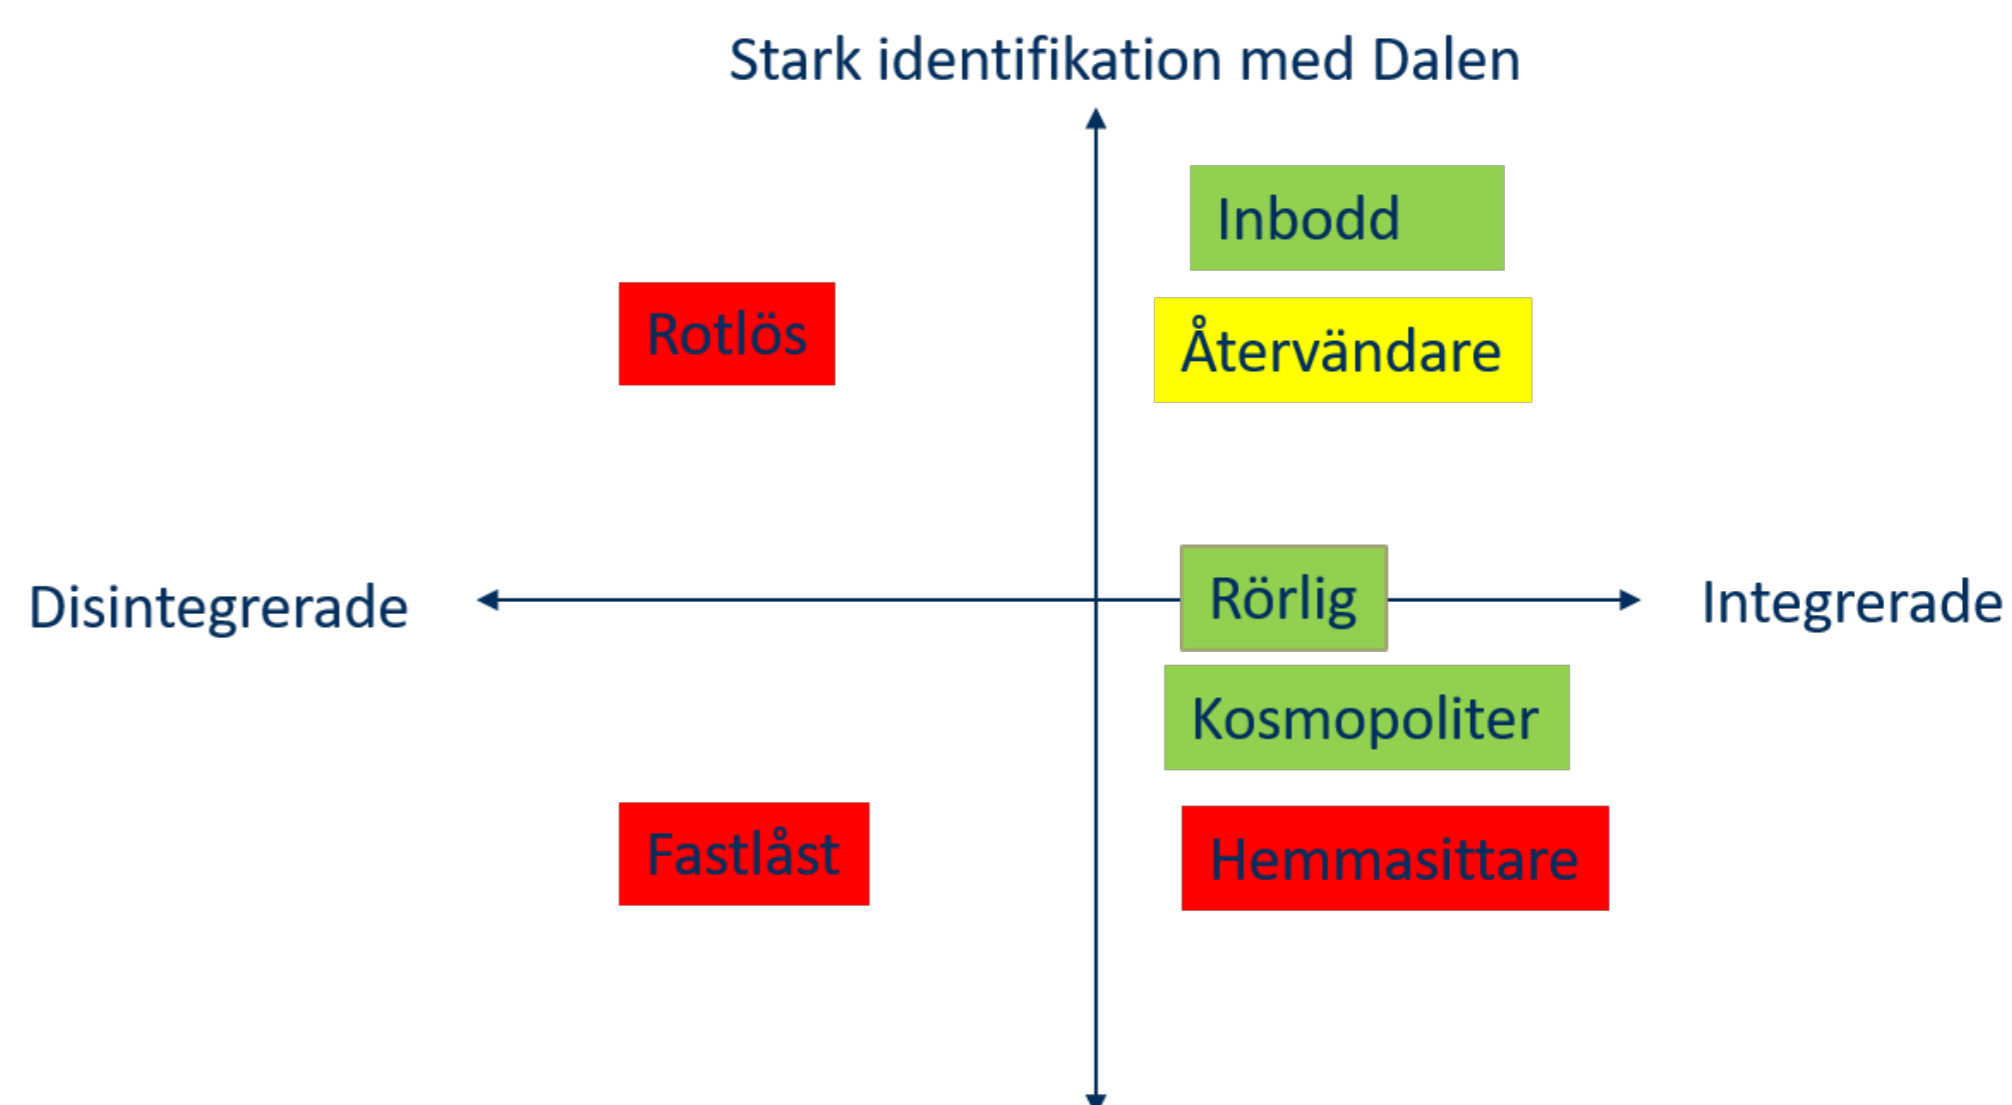 Stark identifikation med Dalen
Inbodd
Rotlös
Återvändare
Disintegrerade
Rörlig
Integrerade
Kosmopoliter
Fastlåst
Hemmasittare